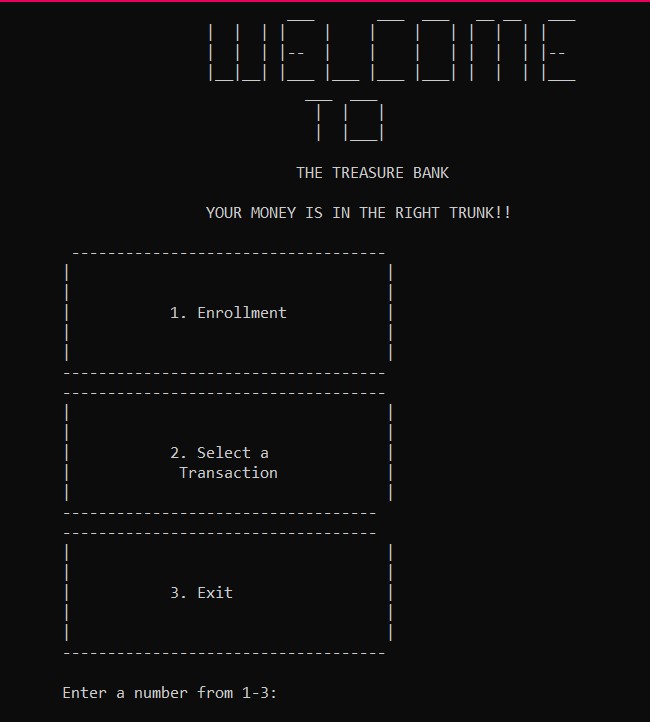 WELCOME
TO
THE TREASURE BANK
YOUR MONEY IS IN THE RIGHT TRUNK!!
1. Enrollment
2. Select a
Transaction
3. Exit
Enter a number from 1-3: